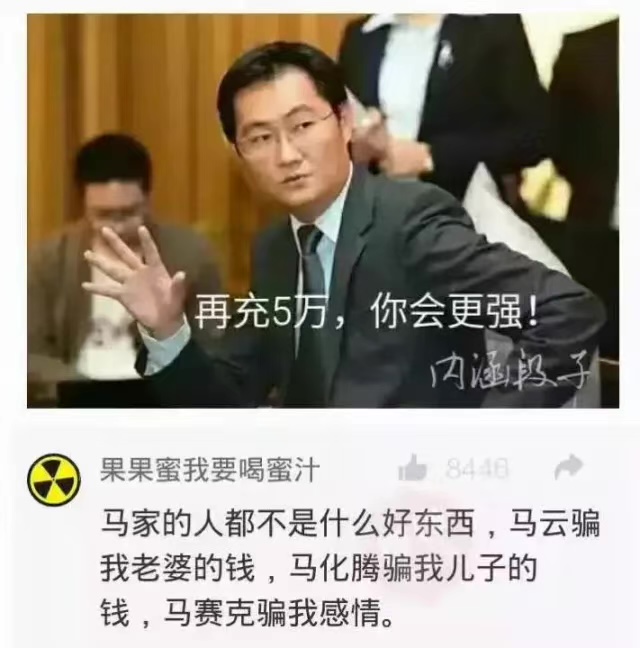 再充5万，你会更强！
内涵段子
果果蜜我要喝蜜汁
8446
马家的人都不是什么好东西，马云骗
我老婆的钱，马化腾骗我儿子的
钱，马赛克骗我感情。